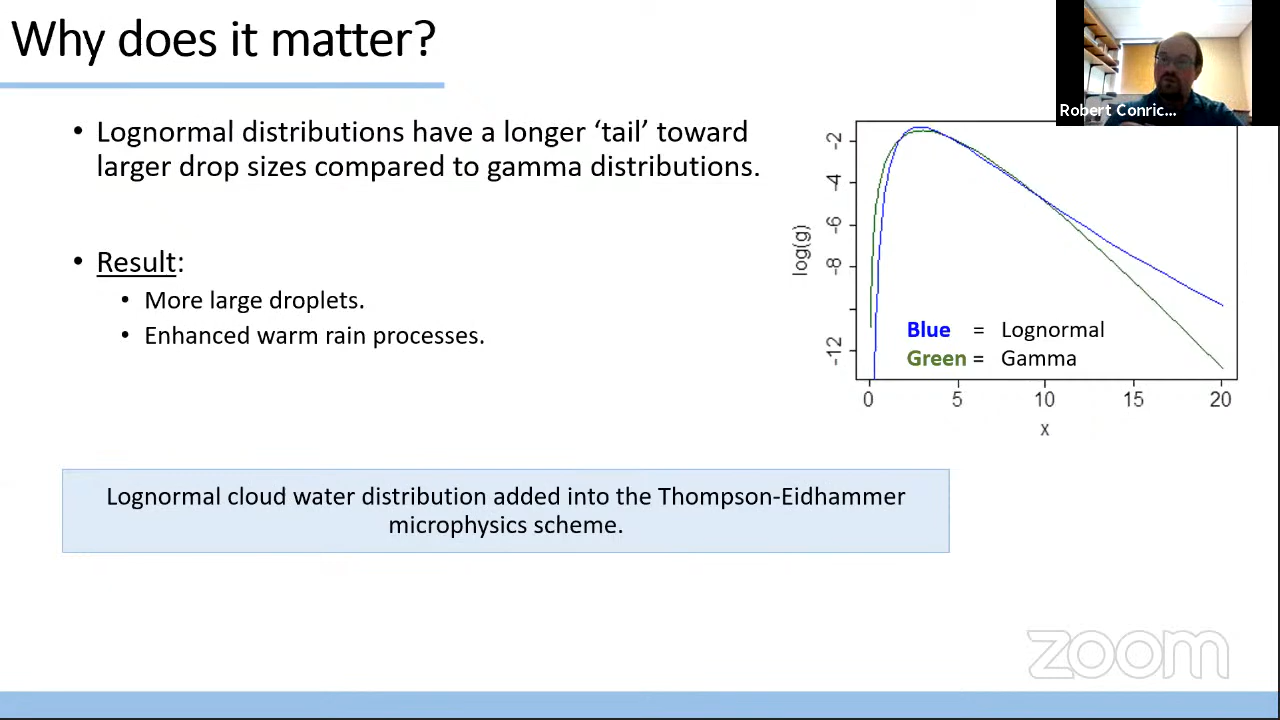 Why does it matter?
Robert Conric...
• Lognormal distributions have a longer ‘tail’ toward
larger drop sizes compared to gamma distributions.
• Result:
• More large droplets.
• Enhanced warm rain processes.
log(g)
-2
-4
-6
-8
-12
Blue = Lognormal
Green = Gamma
0 5 10 15 20
x
Lognormal cloud water distribution added into the Thompson-Eidhammer
microphysics scheme.
zoom